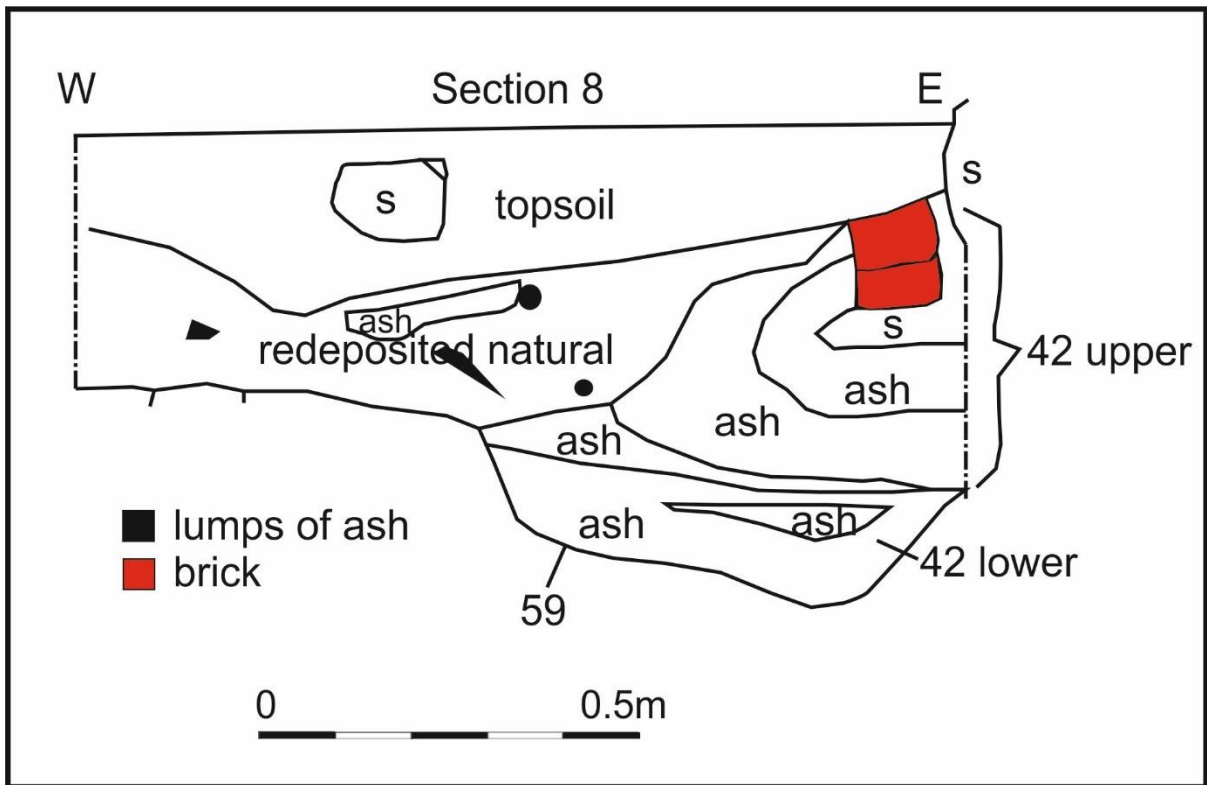 W
Section 8
E
s
s
topsoil
ash
redeposited natural
s
42 upper
ash
ash
ash
ash
ash
42 lower
59
lumps of ash
brick
0
0.5m